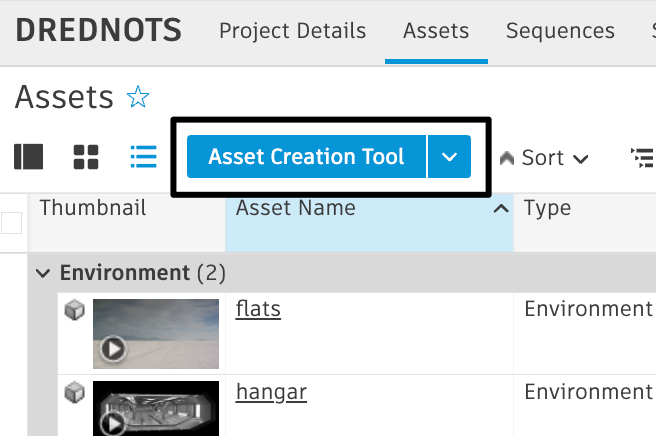 DREDNOTS Project Details Assets Sequences
Assets
Asset Creation Tool Sort
Thumbnail Asset Name Type
Environment (2)
flats Environment
hangar Environment